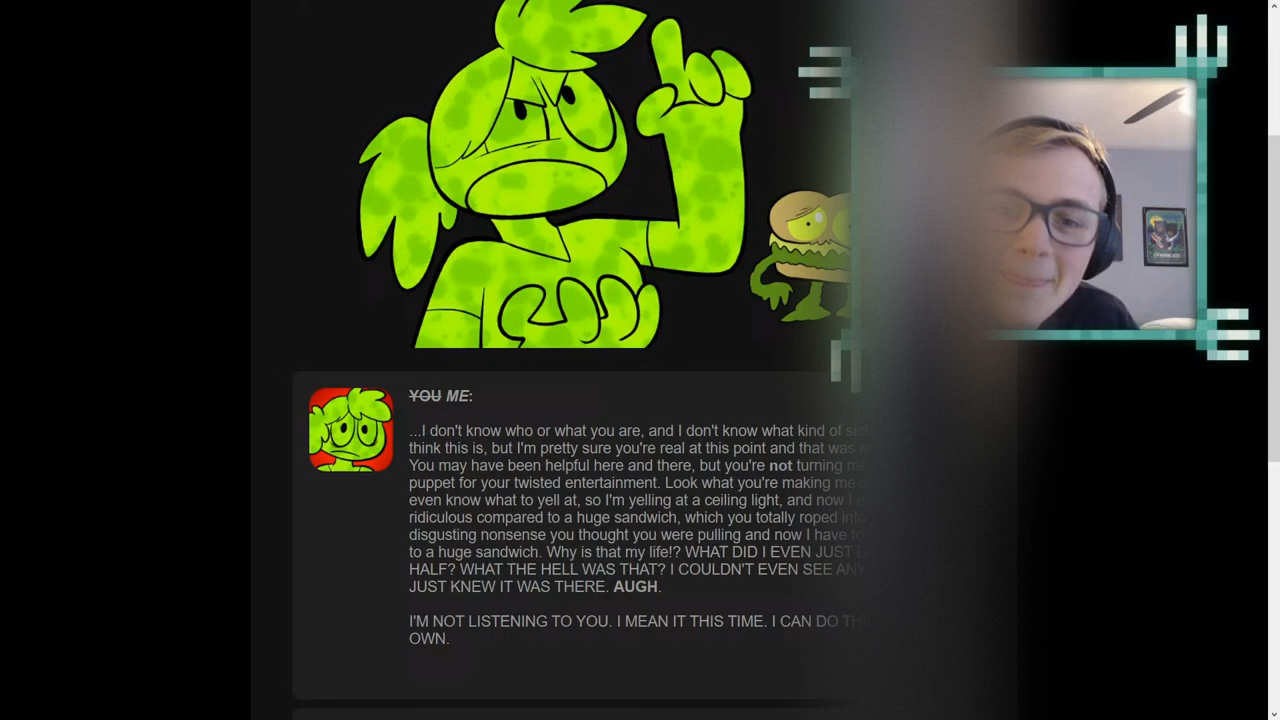 YOU ME:
...I don't know who or what you are, and I don't know what kind of
think this is, but I'm pretty sure you're real at this point and that was
You may have been helpful here and there, but you're not turning me
puppet for your twisted entertainment. Look what you're making me
even know what to yell at, so I'm yelling at a ceiling light, and now I
ridiculous compared to a huge sandwich, which you totally roped into
disgusting nonsense you thought you were pulling and now I have to
to a huge sandwich. Why is that my life!? WHAT DID I EVEN JUST
HALF? WHAT THE HELL WAS THAT? I COULDN'T EVEN SEE
JUST KNEW IT WAS THERE. AUGH.
I'M NOT LISTENING TO YOU. I MEAN IT THIS TIME. I CAN DO
OWN.